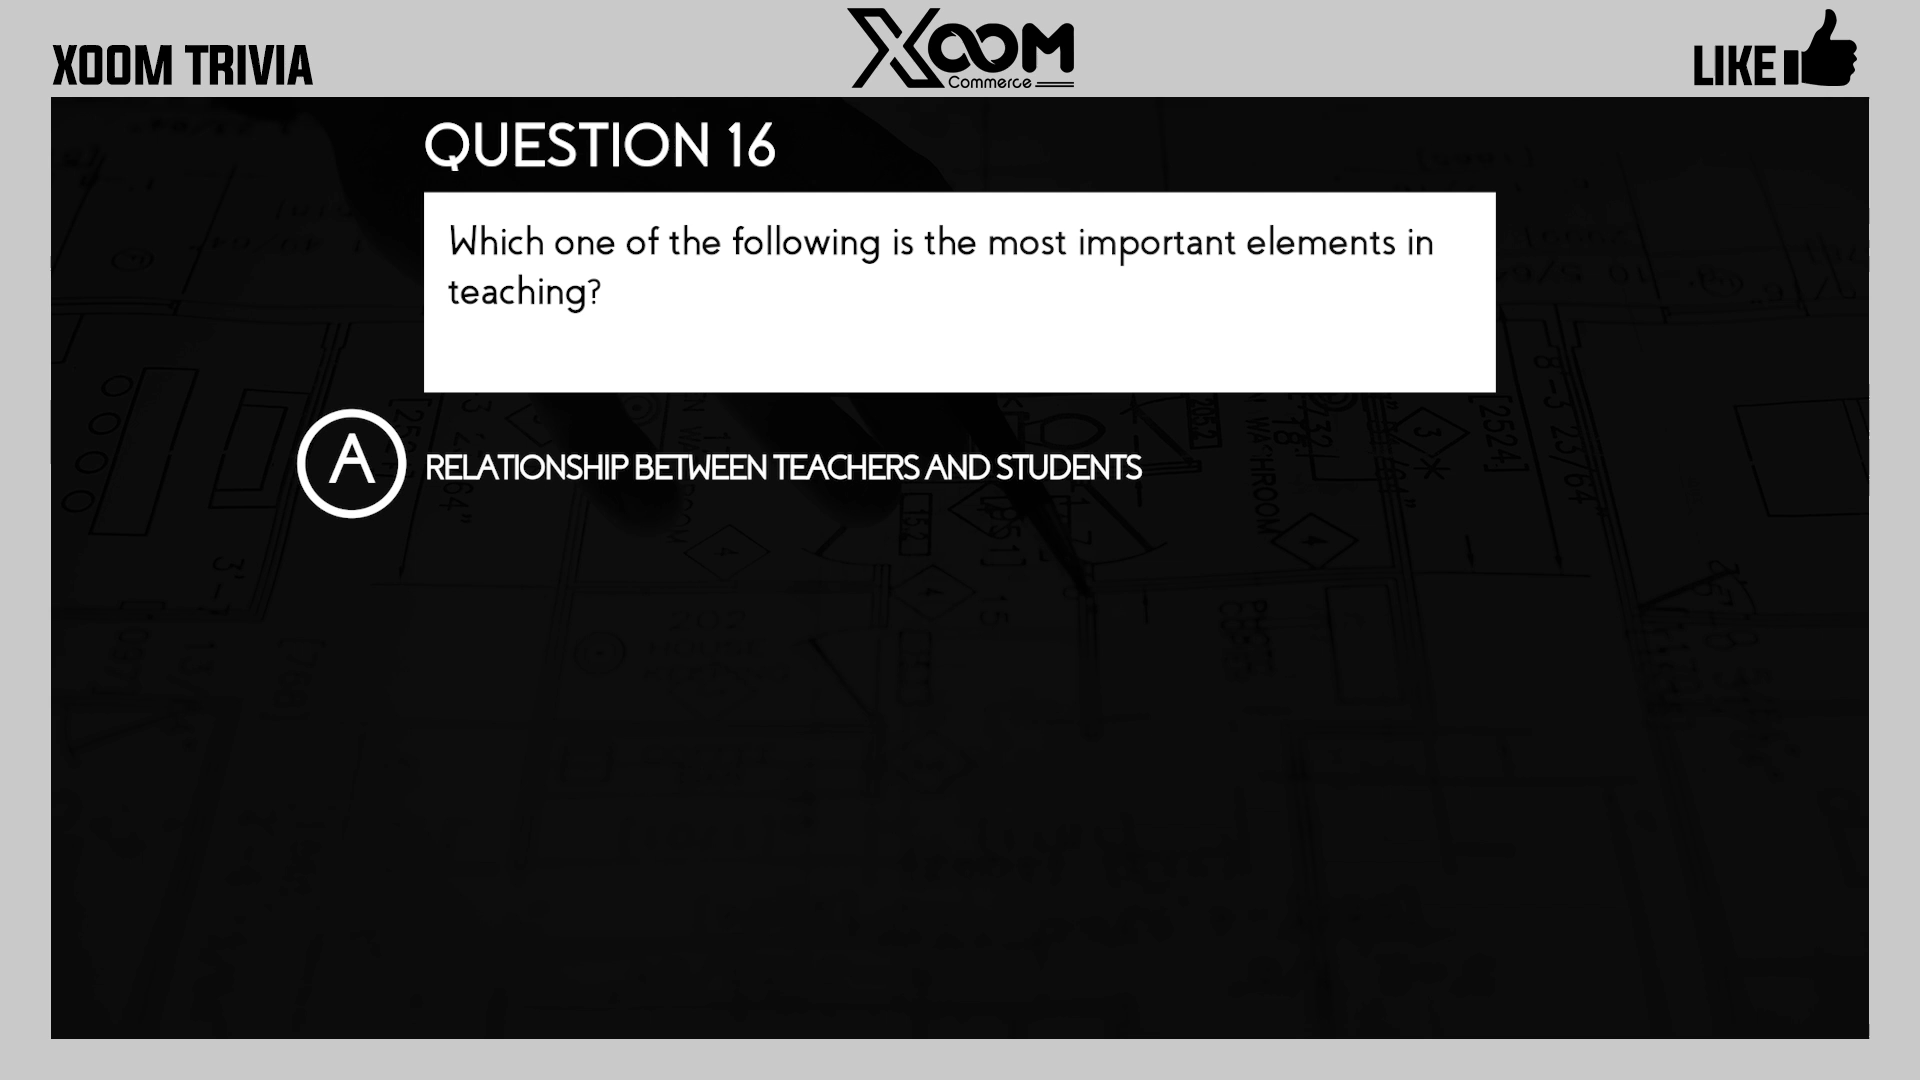 XOOM TRIVIA
XOOM
Commerce
LIKE
QUESTION 16
Which one of the following is the most important elements in
teaching?
A
RELATIONSHIP BETWEEN TEACHERS AND STUDENTS